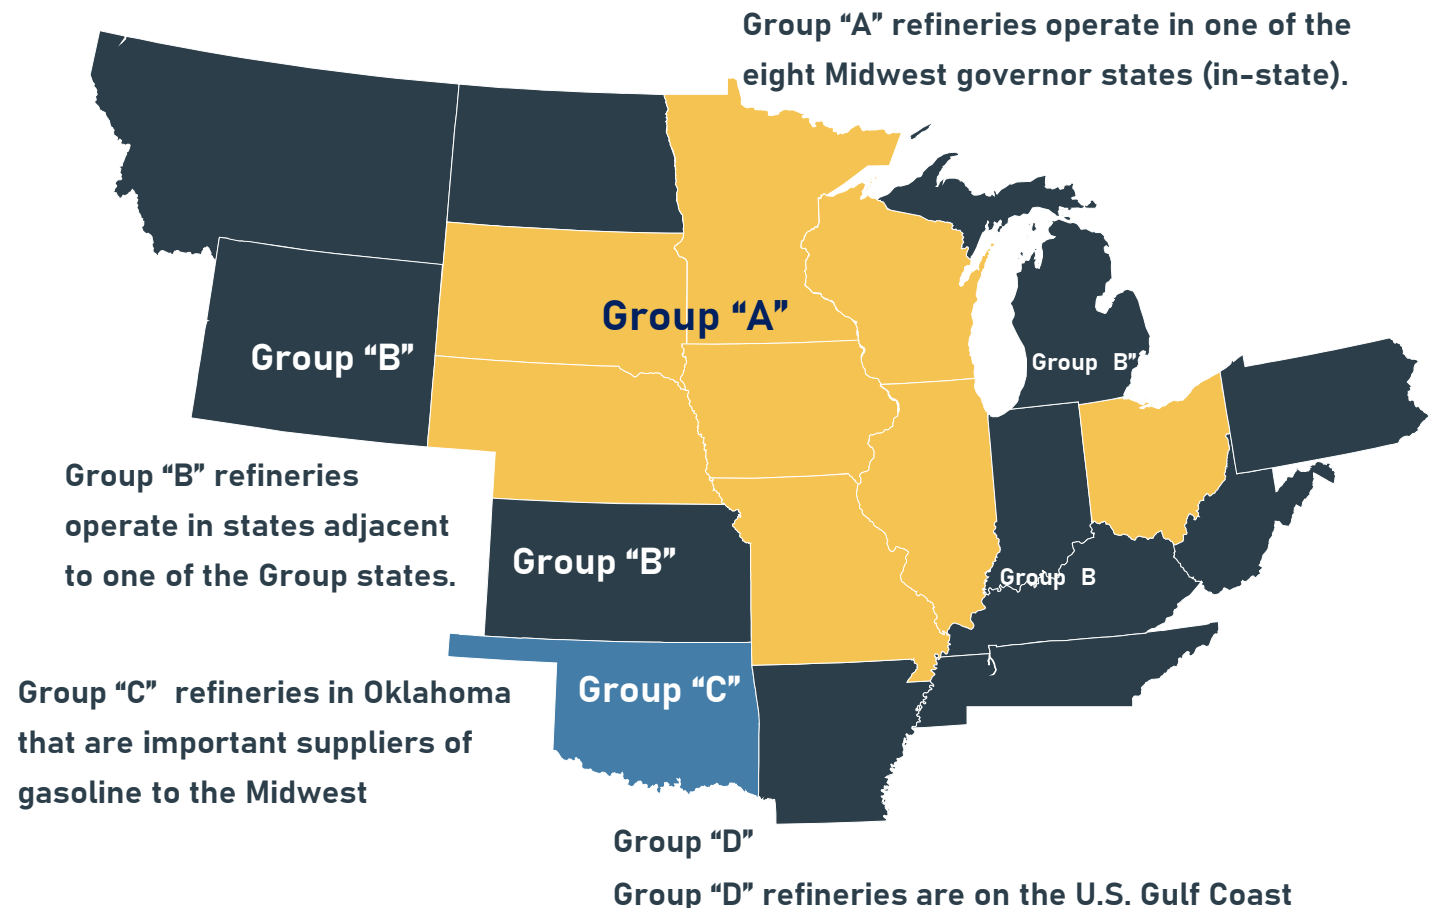 Group “A” refineries operate in one of the
eight Midwest governor states (in-state).
Group “A”
Group “B”
Group B”
Group “B” refineries
operate in states adjacent
to one of the Group states.
Group “B”
Group B
Group “C” refineries in Oklahoma
that are important suppliers of
gasoline to the Midwest
Group “C”
Group “D”
Group “D” refineries are on the U.S. Gulf Coast